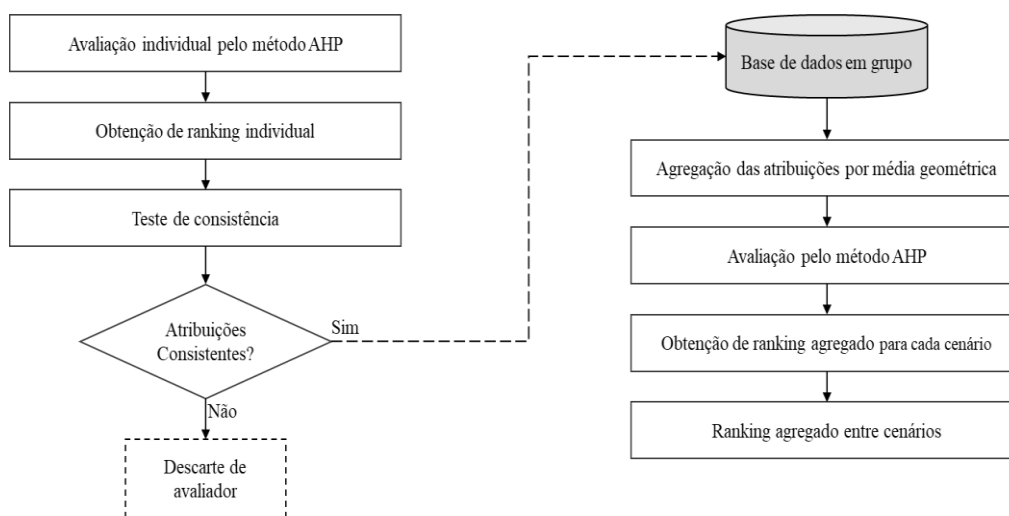 Avaliação individual pelo método AHP
Obtenção de ranking individual
Teste de consistência
Atribuições
Consistentes?
Sim
Não
Descarte de
avaliador
Base de dados em grupo
Agregação das atribuições por média geométrica
Avaliação pelo método AHP
Obtenção de ranking agregado para cada cenário
Ranking agregado entre cenários